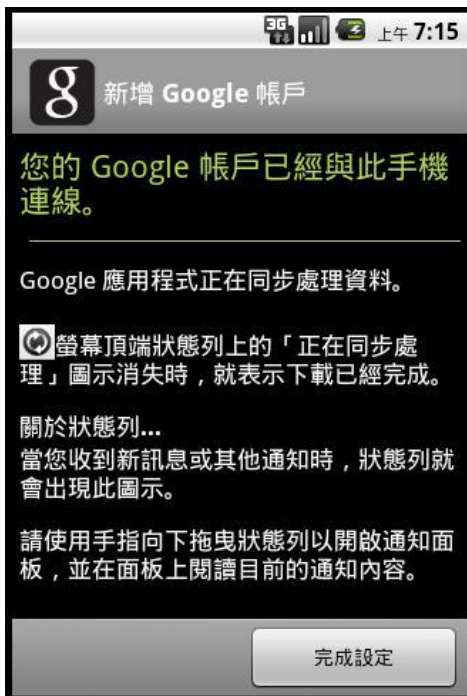 3G 上午 7:15
g 新增 Google 帳戶
您的 Google 帳戶已經與此手機
連線。
Google 應用程式正在同步處理資料。
螢幕頂端狀態列上的「正在同步處
理」圖示消失時，就表示下載已經完成。
關於狀態列...
當您收到新訊息或其他通知時，狀態列就
會出現此圖示。
請使用手指向下拖曳狀態列以開啟通知面
板，並在面板上閱讀目前的通知內容。
完成設定